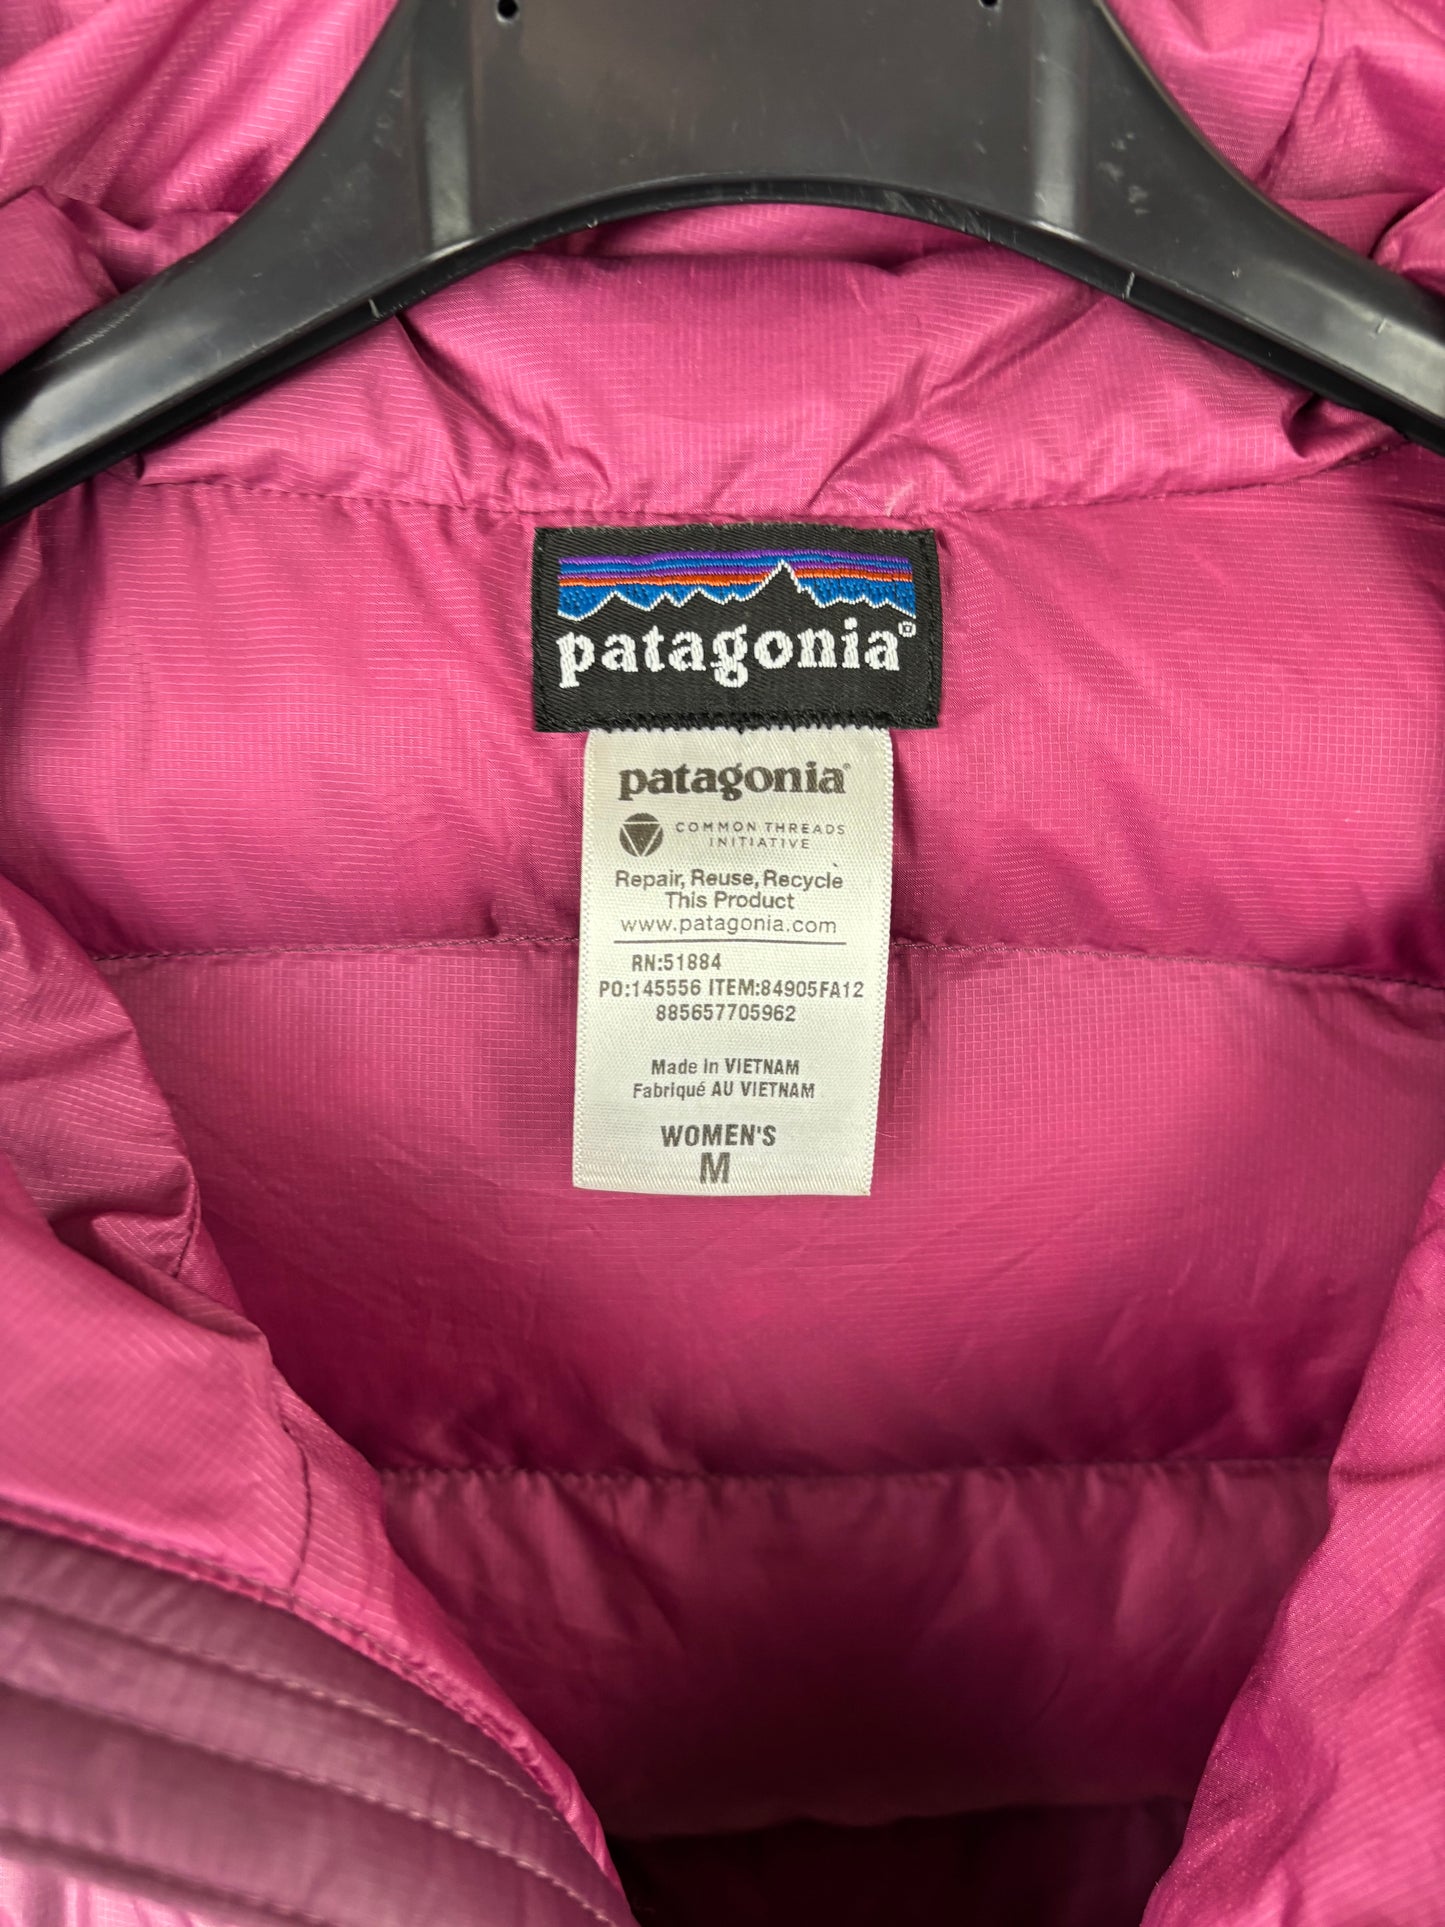 patagonia®
patagonia®
COMMON THREADS
INITIATIVE
Repair, Reuse, Recycle
This Product
www.patagonia.com
RN:51884
PO:145556 ITEM:84905FA12
885657705962
Made in VIETNAM
Fabriqué AU VIETNAM
WOMEN'S
M